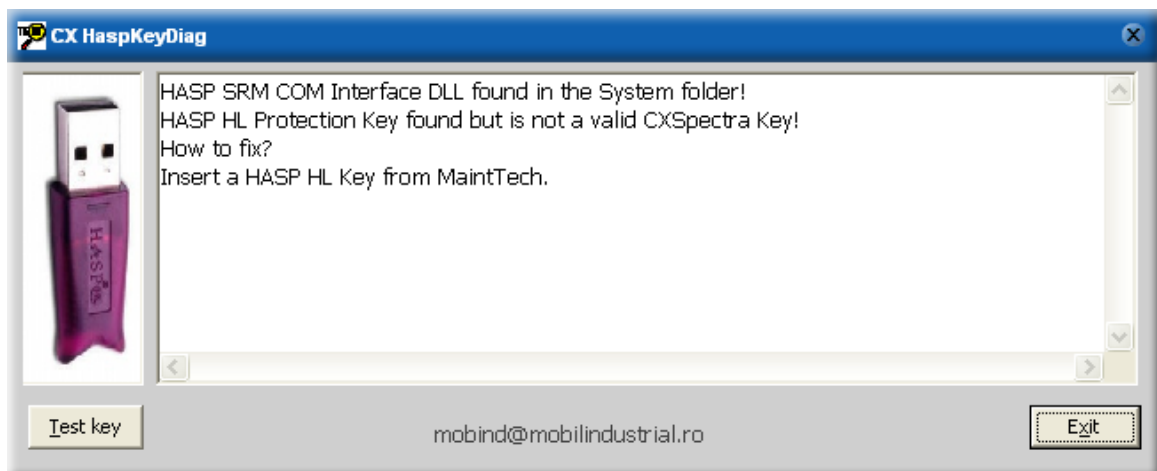 CX HaspKeyDiag
HASP SRM COM Interface DLL found in the System folder!
HASP HL Protection Key found but is not a valid CXSpectra Key!
How to fix?
Insert a HASP HL Key from MaintTech.
HASP
Test key
mobind@mobilindustrial.ro
Exit